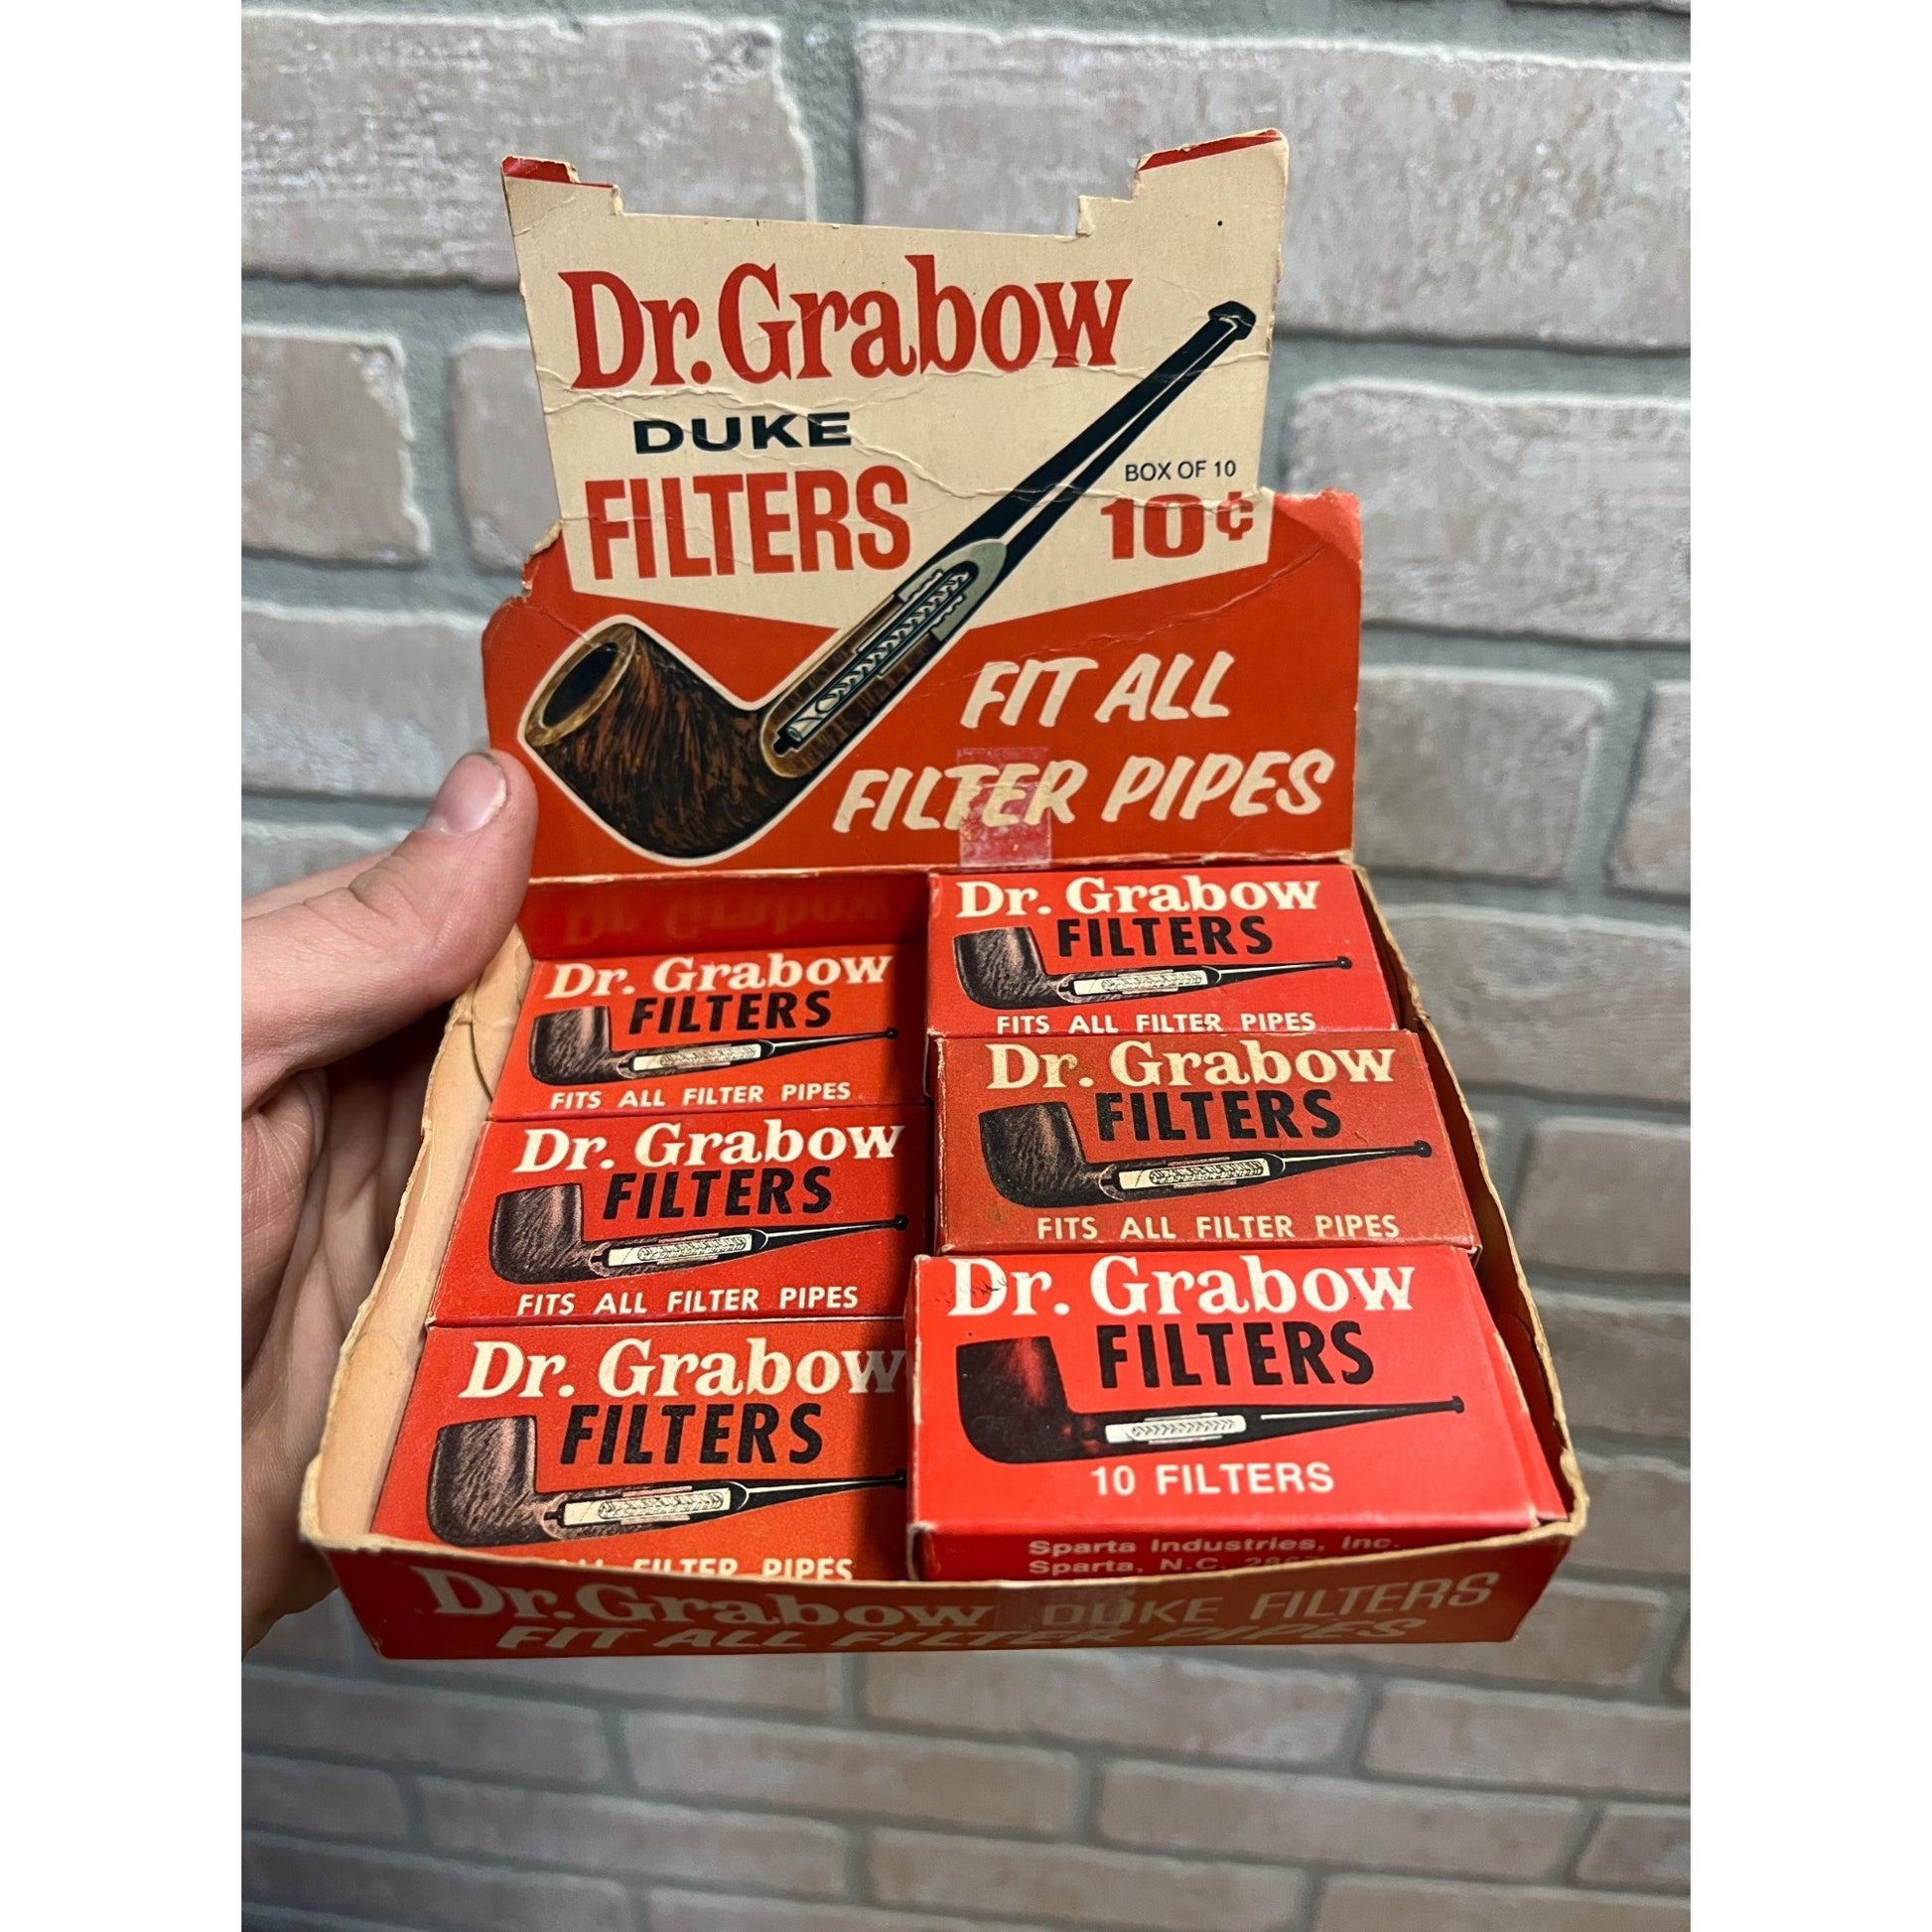 Dr. Grabow
DUKE
FILTERS
BOX OF 10
10¢
FIT ALL
FILTER PIPES
Dr. Grabow
FILTERS
FITS ALL FILTER PIPES
Dr. Grabow
FILTERS
FITS ALL FILTER PIPES
Dr. Grabow
FILTERS
FILTER PIPES
Dr. Grabow
FILTERS
FITS ALL FILTER PIPES
Dr. Grabow
FILTERS
FITS ALL FILTER PIPES
Dr. Grabow
FILTERS
10 FILTERS
Sparta Industries, Inc.
Sparta, N.C.
Dr. Grabow DUKE FILTERS
FIT ALL FILTER PIPES